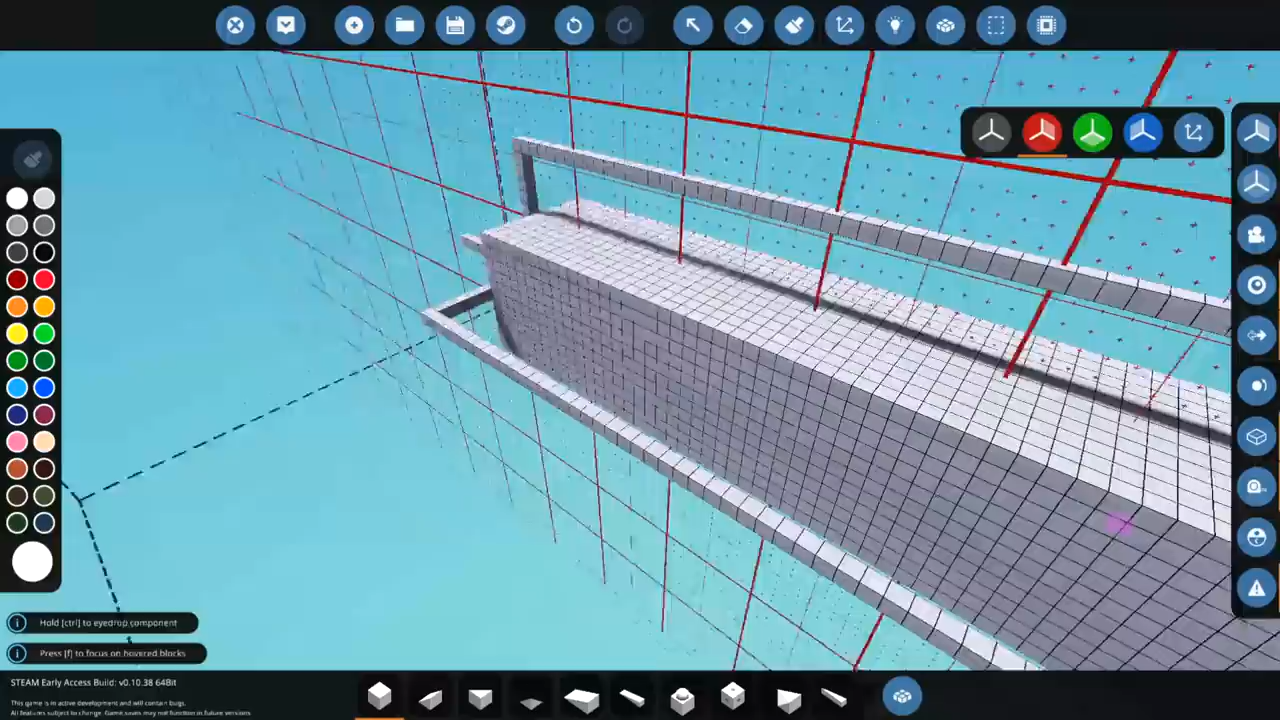 Hold [ctrl] to eyedrop component
Press [f] to focus on hovered blocks
STEAM Early Access Build: v0.10.38 64Bit
This game is in active development and will contain bugs.
All features subject to change. Game saves may not function in future versions